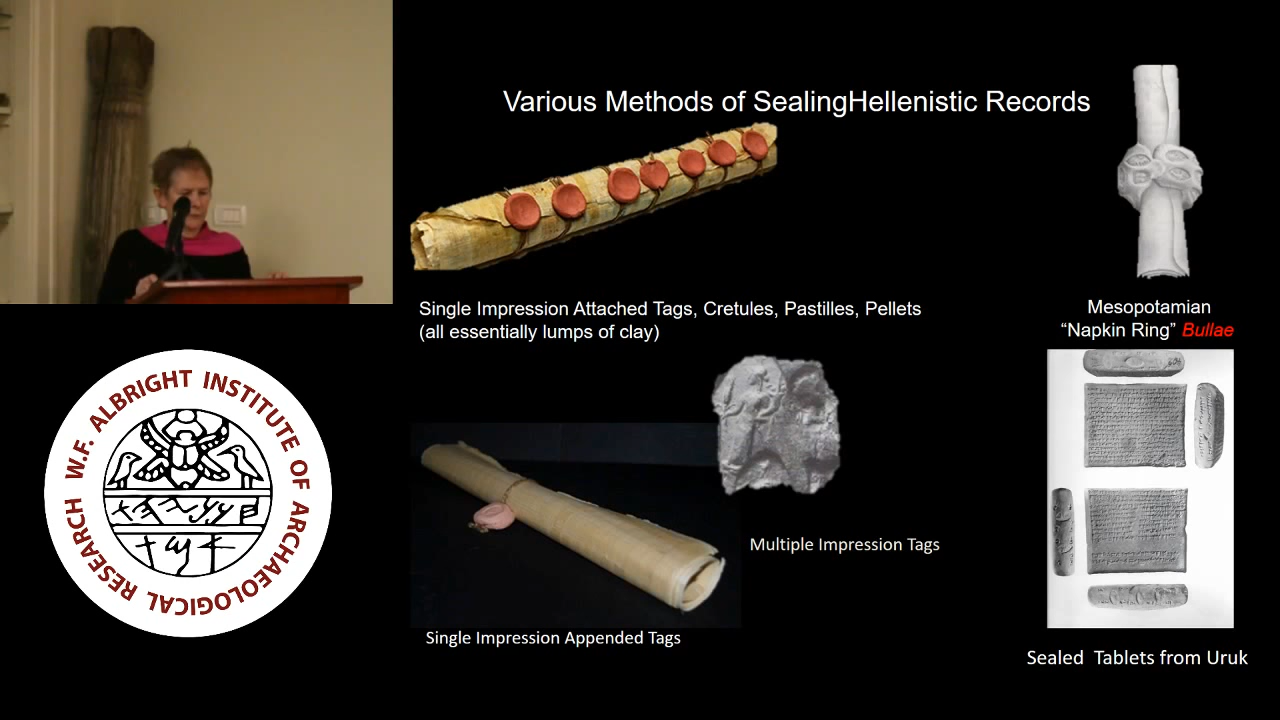 Various Methods of SealingHellenistic Records
Single Impression Attached Tags, Cretules, Pastilles, Pellets
(all essentially lumps of clay)
Mesopotamian
“Napkin Ring” Bullae
W.F. ALBRIGHT INSTITUTE OF ARCHAEOLOGICAL RESEARCH
Multiple Impression Tags
Single Impression Appended Tags
Sealed Tablets from Uruk